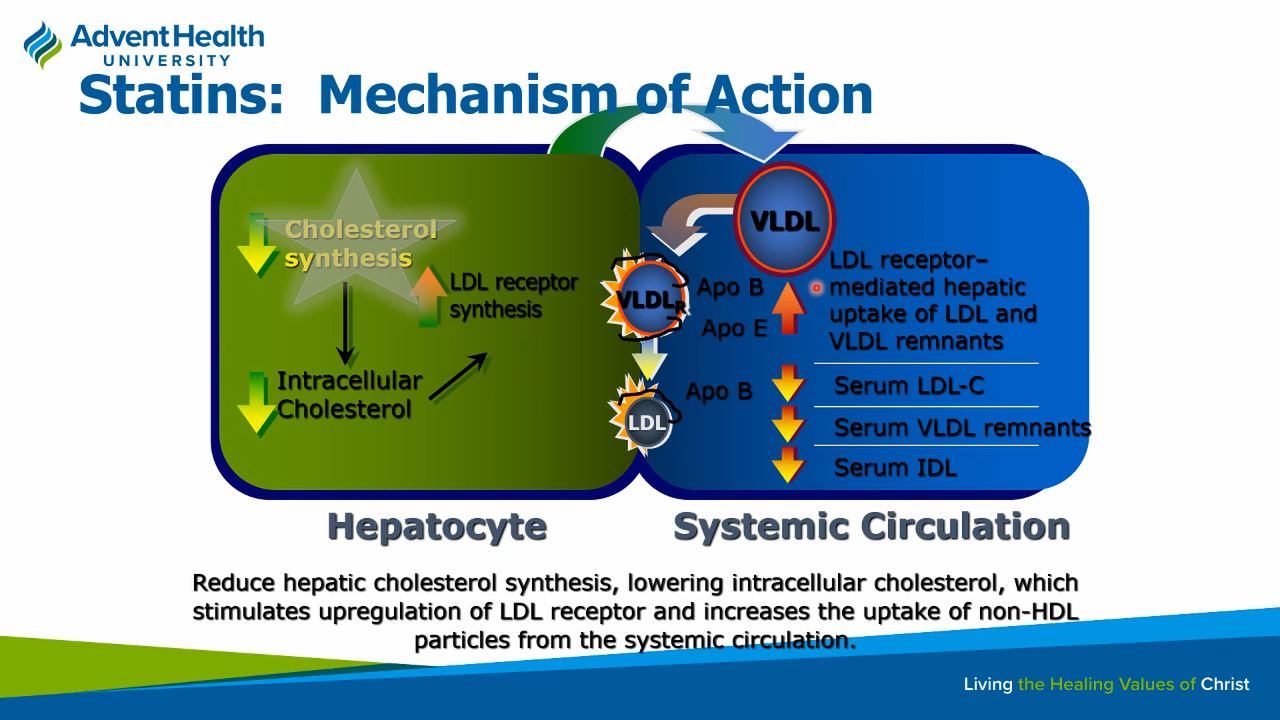 AdventHealth
UNIVERSITY
Statins: Mechanism of Action
Cholesterol
synthesis
LDL receptor
synthesis
Intracellular
Cholesterol
VLDL
VLDLR
Apo B
Apo E
LDL
Apo B
LDL receptor–
mediated hepatic
uptake of LDL and
VLDL remnants
Serum LDL-C
Serum VLDL remnants
Serum IDL
Hepatocyte
Systemic Circulation
Reduce hepatic cholesterol synthesis, lowering intracellular cholesterol, which
stimulates upregulation of LDL receptor and increases the uptake of non-HDL
particles from the systemic circulation.
Living the Healing Values of Christ